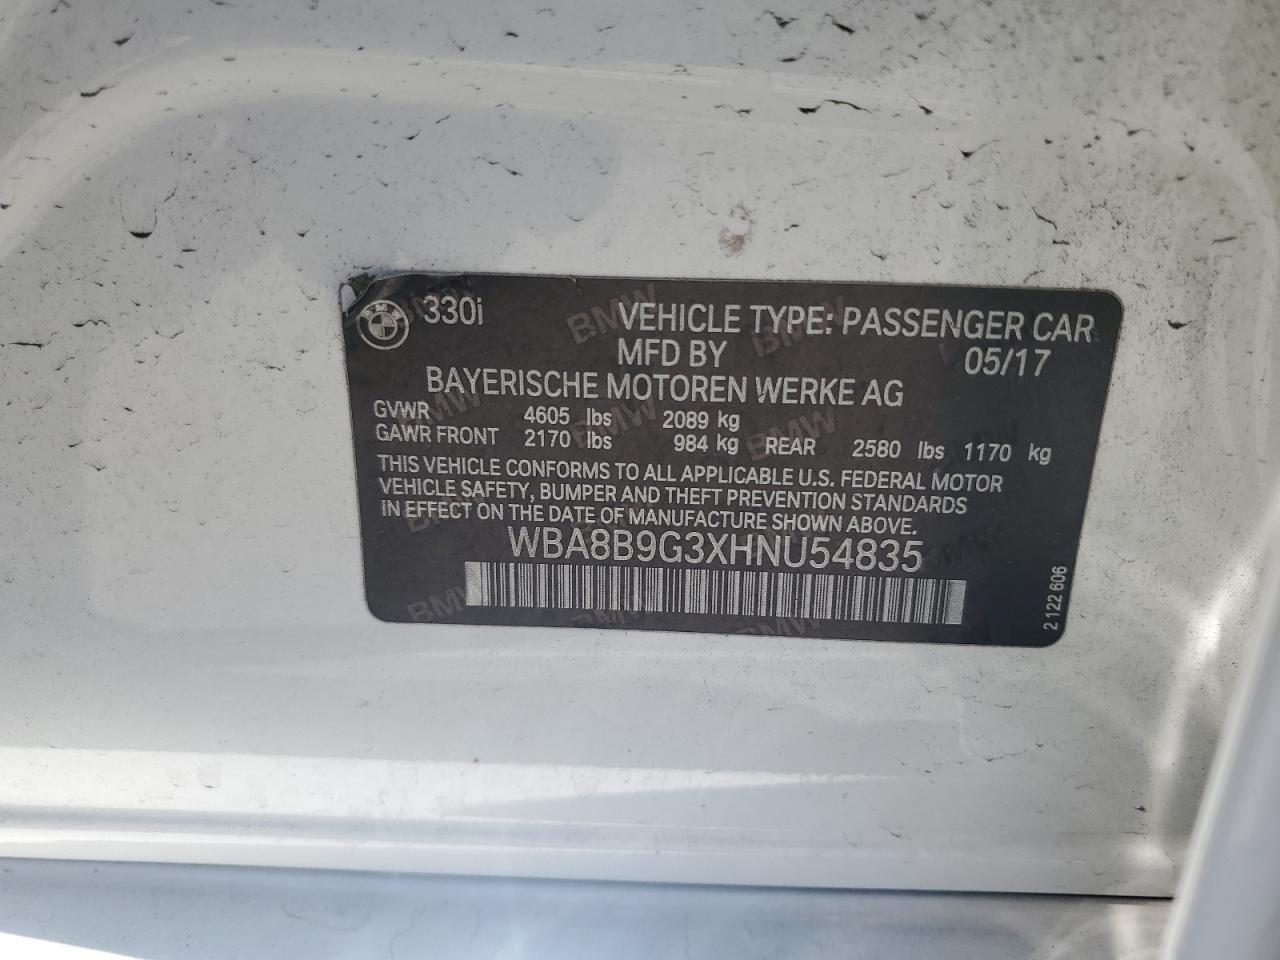 330i VEHICLE TYPE: PASSENGER CAR
MFD BY 05/17
BAYERISCHE MOTOREN WERKE AG
GVWR 4605 lbs 2089 kg
GAWR FRONT 2170 lbs 984 kg REAR 2580 lbs 1170 kg
THIS VEHICLE CONFORMS TO ALL APPLICABLE U.S. FEDERAL MOTOR
VEHICLE SAFETY, BUMPER AND THEFT PREVENTION STANDARDS
IN EFFECT ON THE DATE OF MANUFACTURE SHOWN ABOVE.
WBA8B9G3XHNU54835
2 122 606